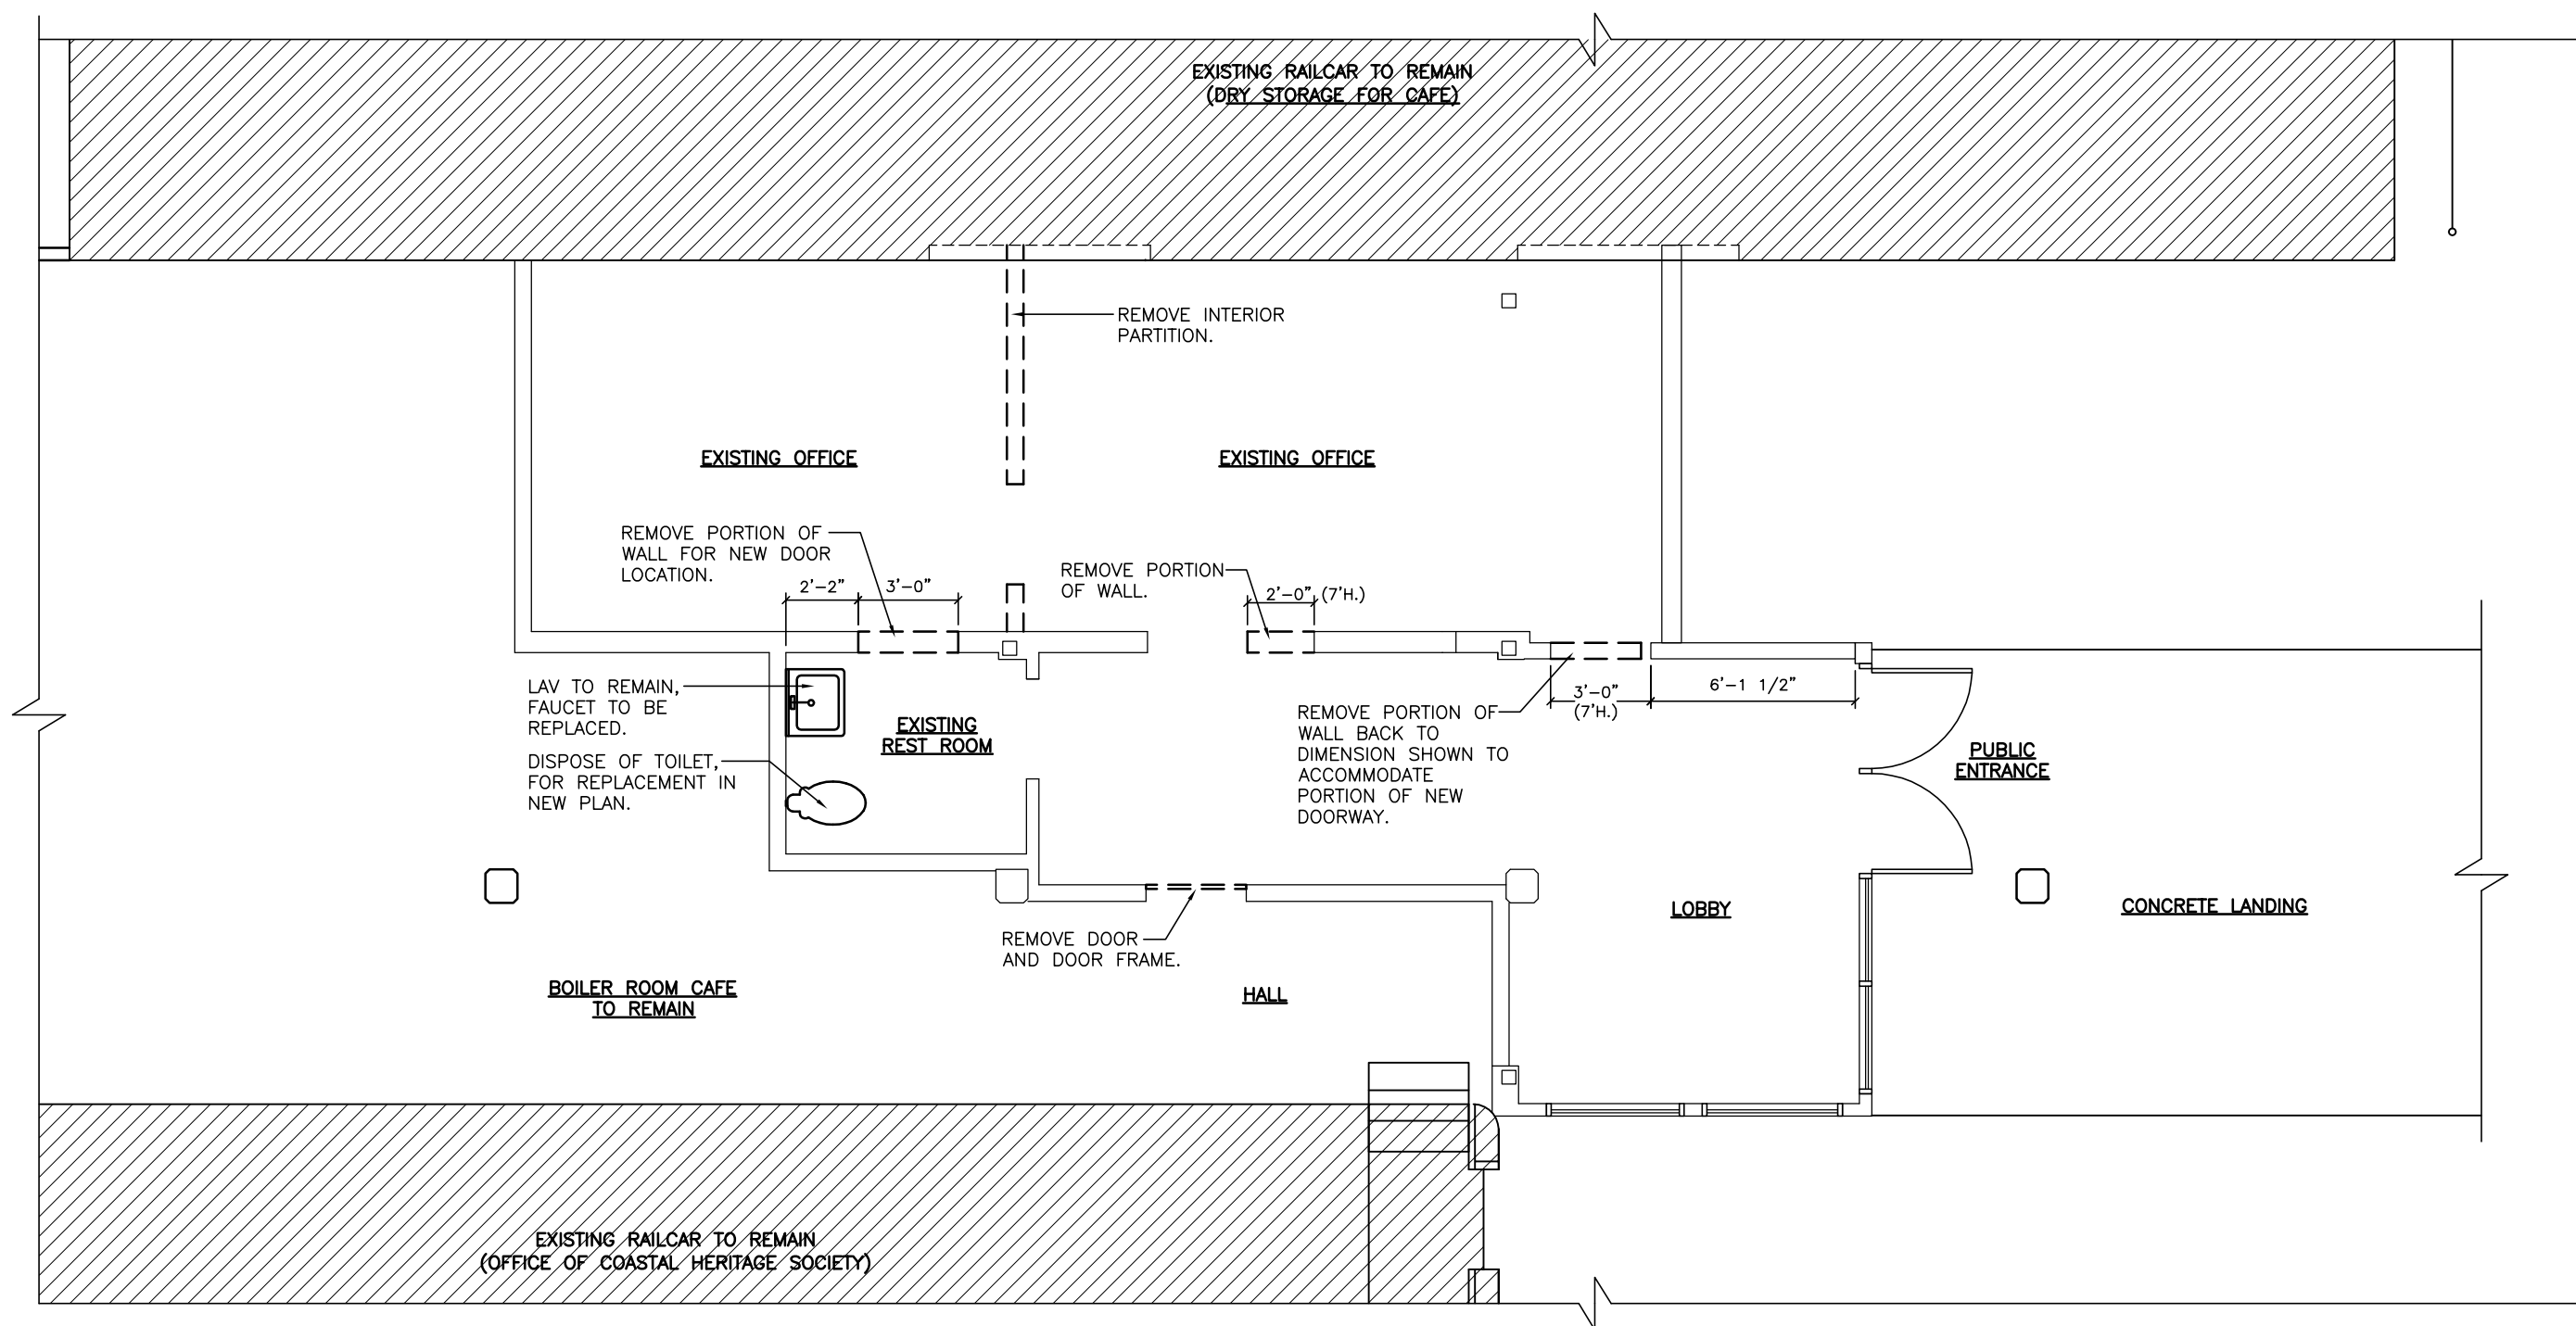 EXISTING RAILCAR TO REMAIN
(DRY STORAGE FOR CAFE)
REMOVE INTERIOR
PARTITION.
EXISTING OFFICE
EXISTING OFFICE
REMOVE PORTION OF
WALL FOR NEW DOOR
LOCATION.
2'-2"
3'-0"
REMOVE PORTION
OF WALL.
2'-0" (7'H.)
LAV TO REMAIN,
FAUCET TO BE
REPLACED.
EXISTING
REST ROOM
DISPOSE OF TOILET,
FOR REPLACEMENT IN
NEW PLAN.
REMOVE PORTION OF
WALL BACK TO
DIMENSION SHOWN TO
ACCOMMODATE
PORTION OF NEW
DOORWAY.
3'-0"
(7'H.)
6'-1 1/2"
PUBLIC
ENTRANCE
LOBBY
CONCRETE LANDING
REMOVE DOOR
AND DOOR FRAME.
BOILER ROOM CAFE
TO REMAIN
HALL
EXISTING RAILCAR TO REMAIN
(OFFICE OF COASTAL HERITAGE SOCIETY)